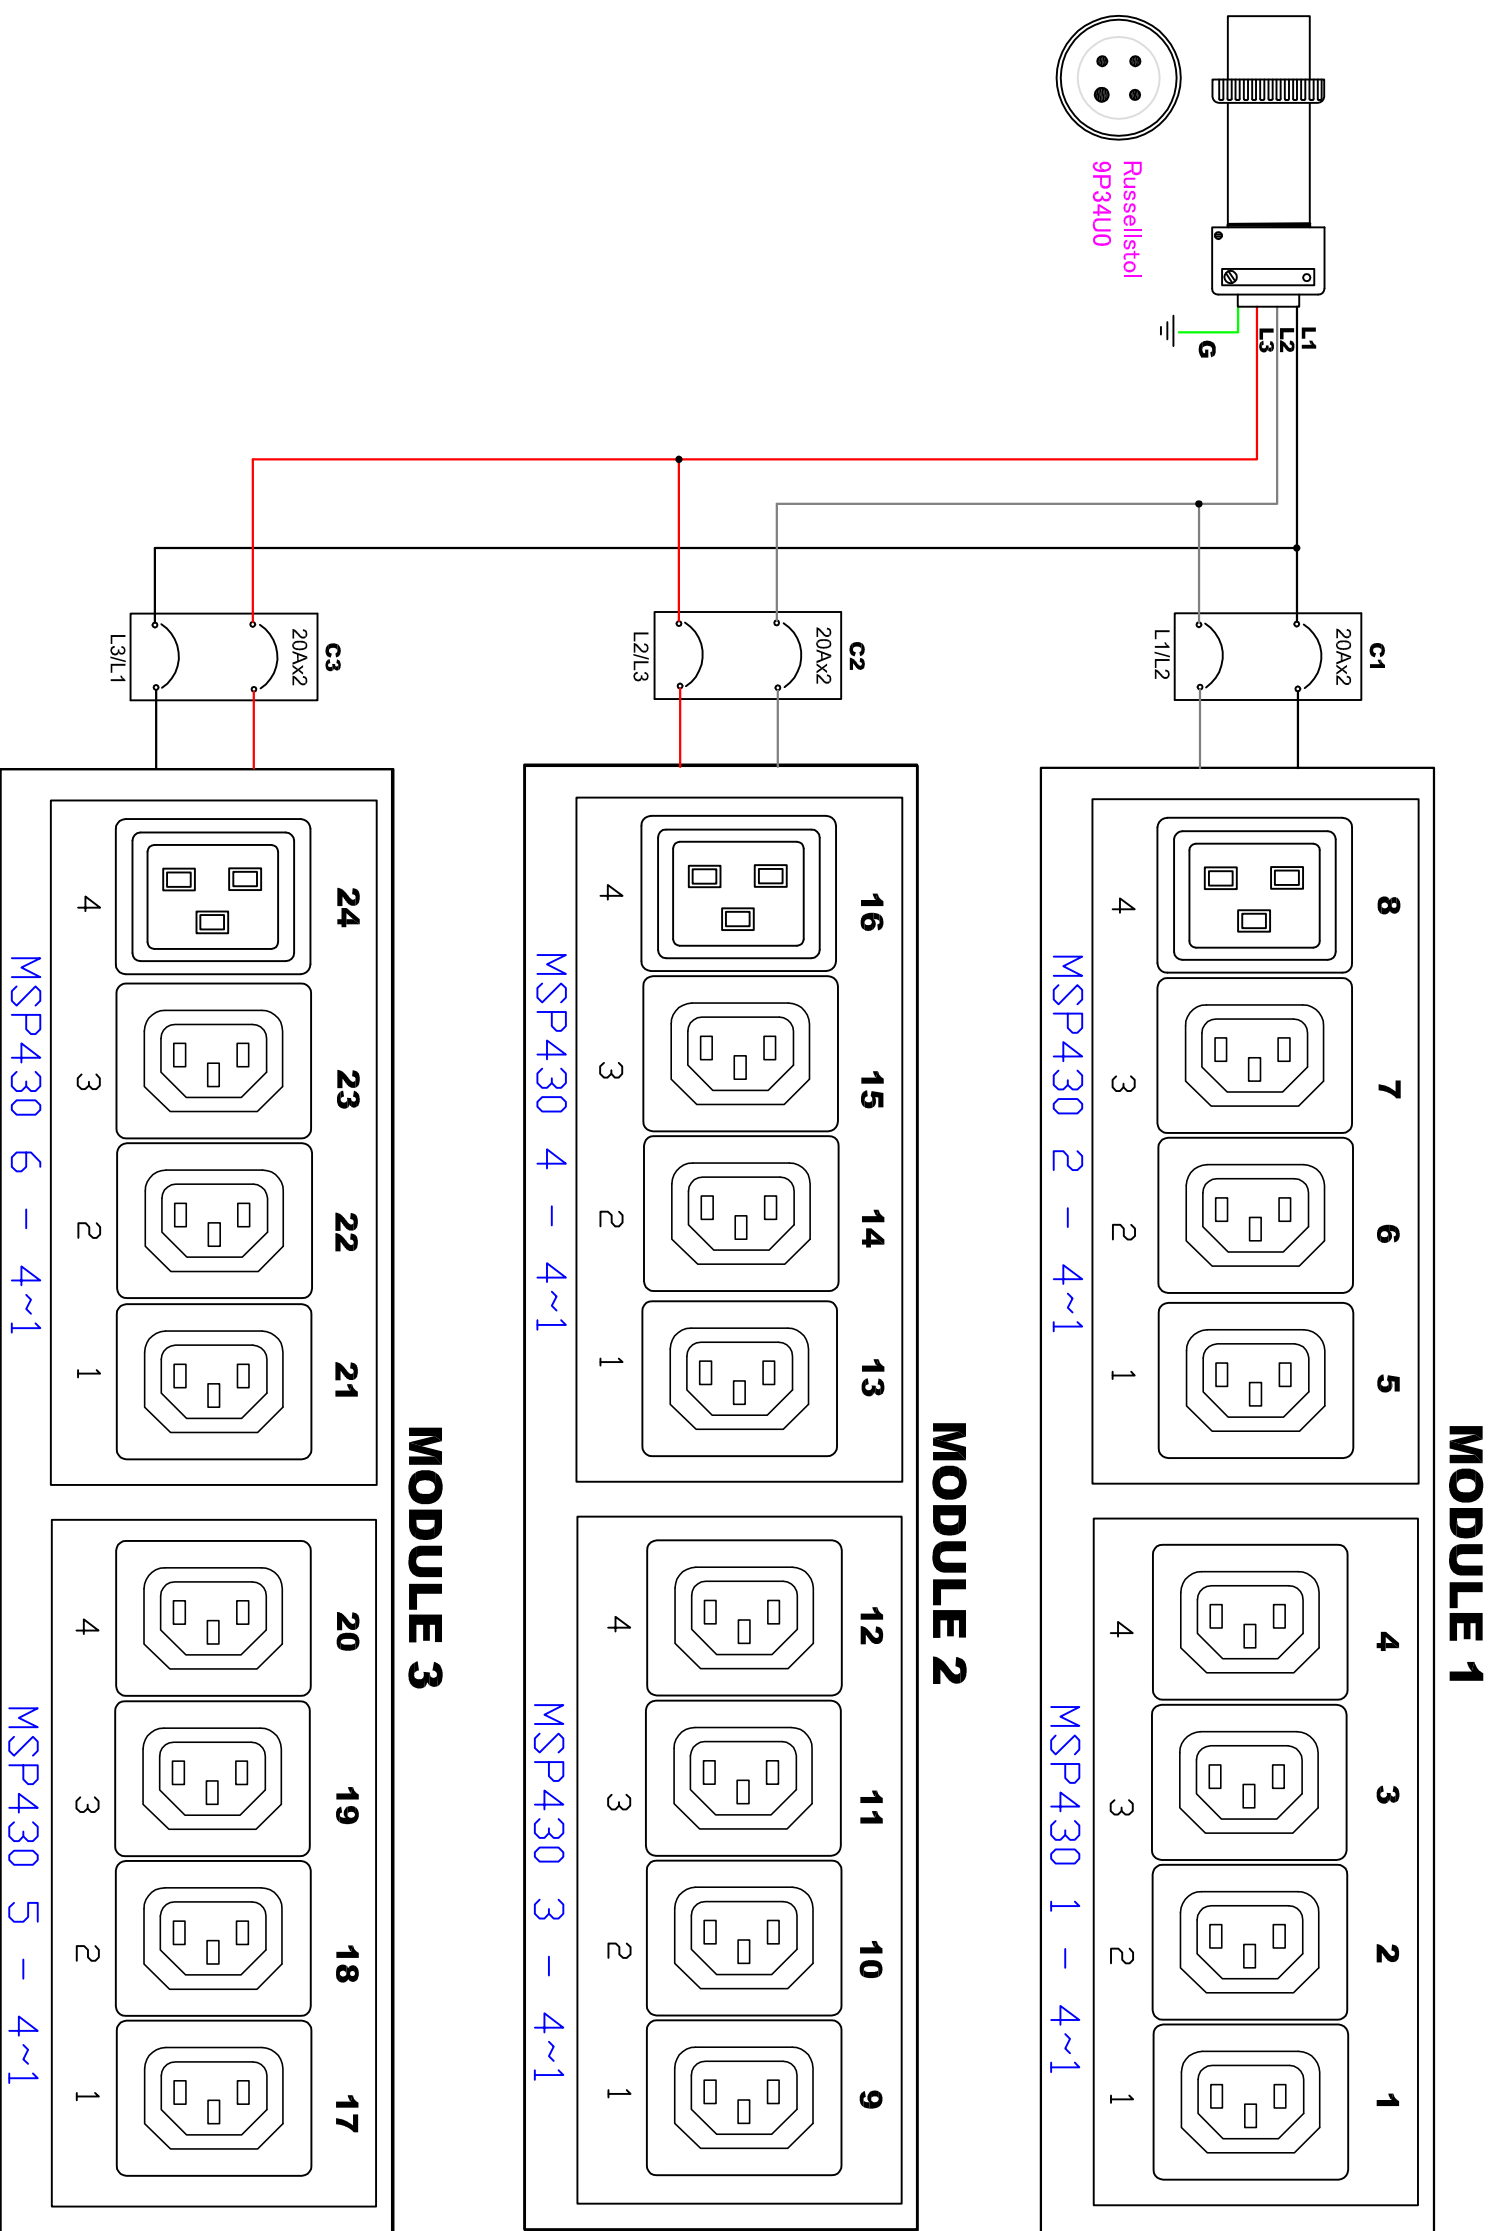 Russellstol
9P34U0
L1
L2
L3
G
C1
20Ax2
L1/L2
MODULE 1
8
7
6
5
4
3
2
1
4
3
2
1
4
3
2
1
MSP430 2 - 4~1
MSP430 1 - 4~1
C2
20Ax2
L2/L3
MODULE 2
16
15
14
13
12
11
10
9
4
3
2
1
4
3
2
1
MSP430 4 - 4~1
MSP430 3 - 4~1
C3
20Ax2
L3/L1
MODULE 3
24
23
22
21
20
19
18
17
4
3
2
1
4
3
2
1
MSP430 6 - 4~1
MSP430 5 - 4~1